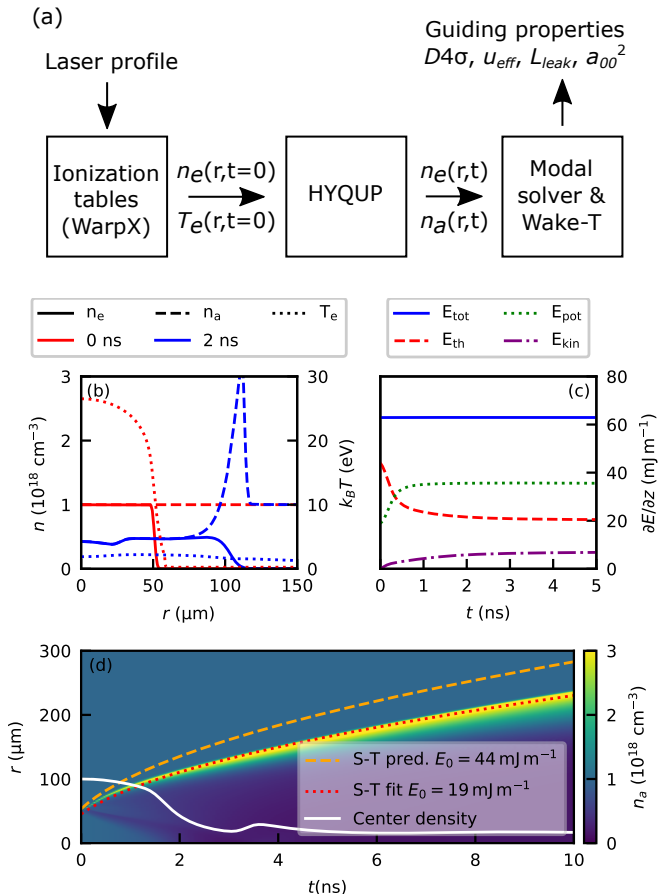 (a)
Laser profile
Guiding properties
D4σ, u_eff, L_leak, a_00^2
Ionization
tables
(WarpX)
n_e(r,t=0)
T_e(r,t=0)
HYQUP
n_e(r,t)
n_a(r,t)
Modal
solver &
Wake-T
n_e n_a T_e
0 ns 2 ns
E_tot E_pot
E_th E_kin
(b)
3
2
1
0
n (10^18 cm^−3)
30
20
10
0
k_BT (eV)
0 50 100 150
r (μm)
(c)
80
60
40
20
0
∂E/∂z (mJ m^−1)
0 1 2 3 4 5
t (ns)
(d)
300
200
100
0
r (μm)
S-T pred. E_0 = 44 mJ m^−1
S-T fit E_0 = 19 mJ m^−1
Center density
0 2 4 6 8 10
t(ns)
3
2
1
0
n_a (10^18 cm^−3)